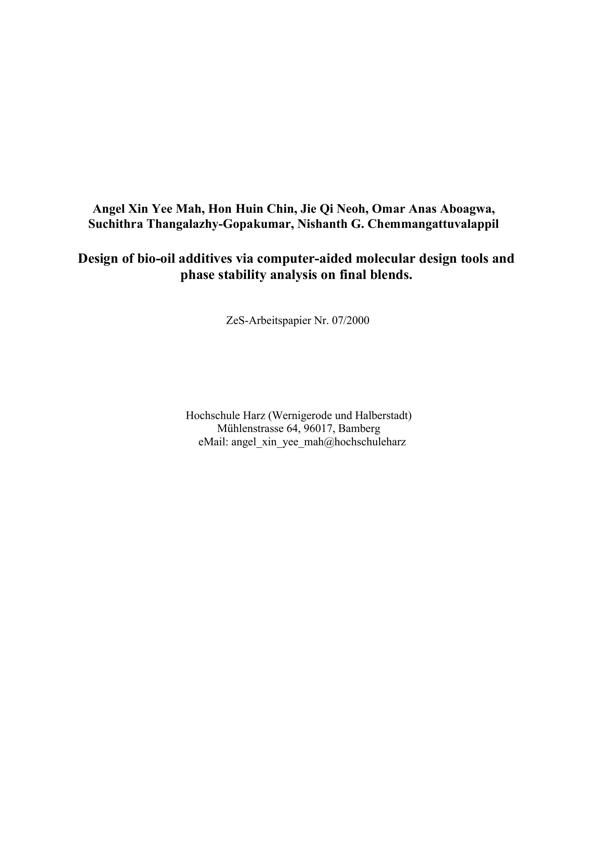 Angel Xin Yee Mah, Hon Huin Chin, Jie Qi Neoh, Omar Anas Aboagwa,
Suchithra Thangalazhy-Gopakumar, Nishanth G. Chemmangattuvalappil
Design of bio-oil additives via computer-aided molecular design tools and
phase stability analysis on final blends.
ZeS-Arbeitspapier Nr. 07/2000
Hochschule Harz (Wernigerode und Halberstadt)
Mühlenstrasse 64, 96017, Bamberg
eMail: angel_xin_yee_mah@hochschuleharz